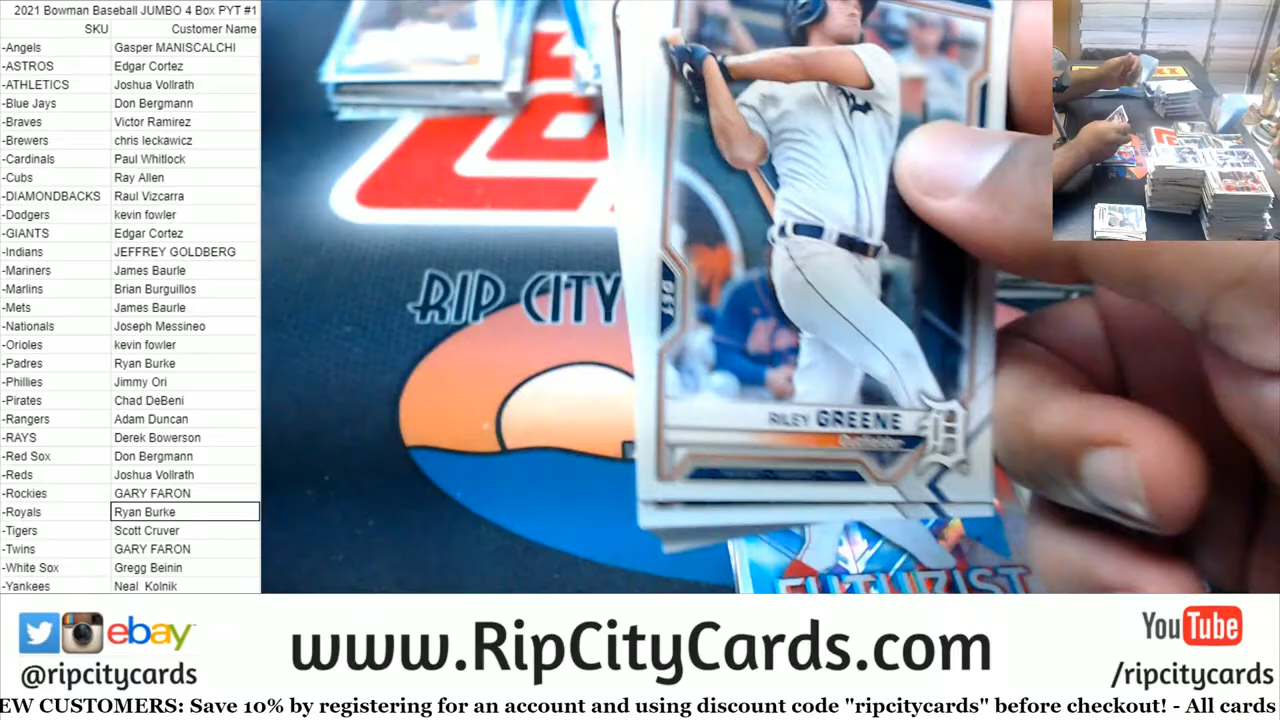 2021 Bowman Baseball JUMBO 4 Box PYT #1
SKU Customer Name
-Angels Gasper MANISCALCHI
-ASTROS Edgar Cortez
-ATHLETICS Joshua Vollrath
-Blue Jays Don Bergmann
-Braves Victor Ramirez
-Brewers chris leckawicz
-Cardinals Paul Whitlock
-Cubs Ray Allen
-DIAMONDBACKS Raul Vizcarra
-Dodgers kevin fowler
-GIANTS Edgar Cortez
-Indians JEFFREY GOLDBERG
-Mariners James Baurle
-Marlins Brian Burguillos
-Mets James Baurle
-Nationals Joseph Messineo
-Orioles kevin fowler
-Padres Ryan Burke
-Phillies Jimmy Ori
-Pirates Chad DeBeni
-Rangers Adam Duncan
-RAYS Derek Bowerson
-Red Sox Don Bergmann
-Reds Joshua Vollrath
-Rockies GARY FARON
-Royals Ryan Burke
-Tigers Scott Cruver
-Twins GARY FARON
-White Sox Gregg Beinin
-Yankees Neal Kolnik
RIP CITY
RILEY GREENE
Outfielder
FUTURIST
ebay
@ripcitycards
www.RipCityCards.com
YouTube
/ripcitycards
EW CUSTOMERS: Save 10% by registering for an account and using discount code "ripcitycards" before checkout! - All cards